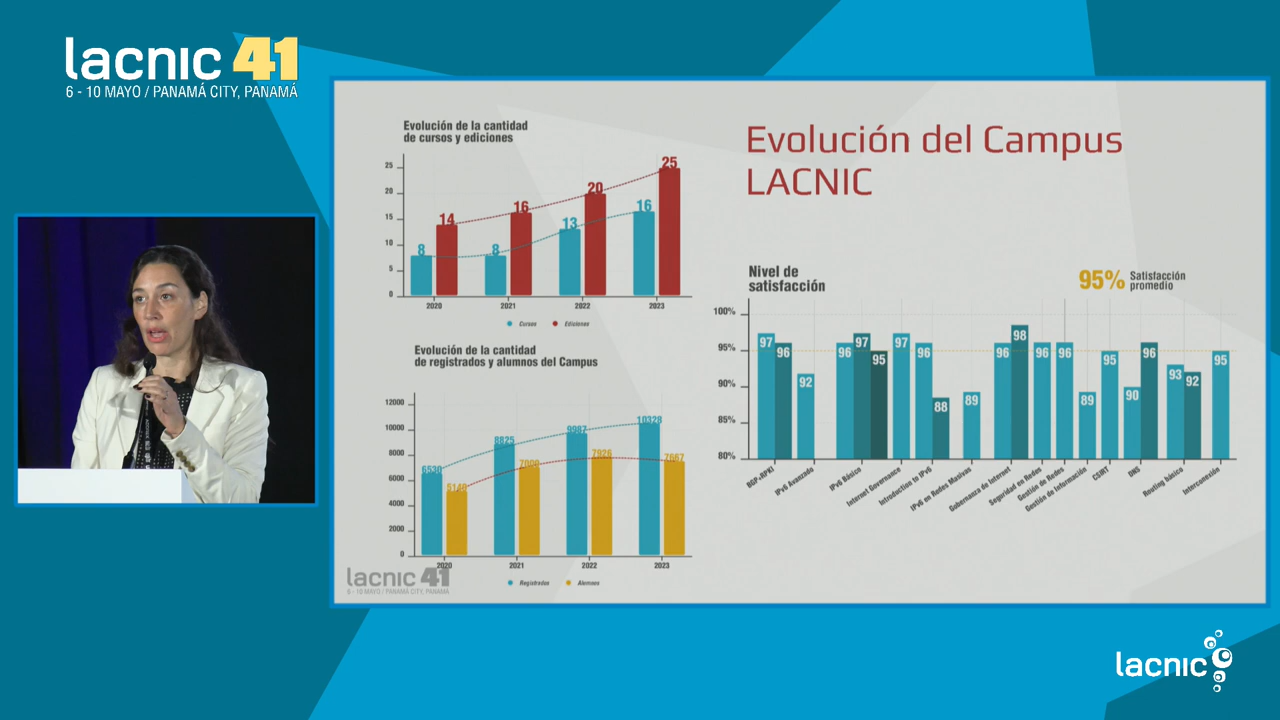 lacnic 41
6 - 10 MAYO / PANAMÁ CITY, PANAMÁ
Evolución de la cantidad
de cursos y ediciones
25
20
15
10
5
0
8
14
8
16
13
20
16
25
2020
2021
2022
2023
Cursos
Ediciones
Evolución de la cantidad
de registrados y alumnos del Campus
12000
10000
8000
6000
4000
2000
0
6530
8825
9987
10328
7926
7667
2020
2021
2022
2023
Registrados
Alumnos
lacnic 41
6 - 10 MAYO / PANAMÁ CITY, PANAMÁ
Evolución del Campus
LACNIC
Nivel de
satisfacción
95%
Satisfacción
promedio
100%
95%
90%
85%
80%
97
96
92
96
97
95
97
96
88
89
96
98
96
96
89
95
90
96
93
92
95
BGP+RPKI
IPv6 Avanzado
IPv6 Básico
Internet Governance
Introduction to IPv6
IPv6 en Redes Masivas
Gobernanza de Internet
Seguridad en Redes
Gestión de Redes
Gestión de Información
CSIRT
DNS
Routing básico
Interconexión
lacnic